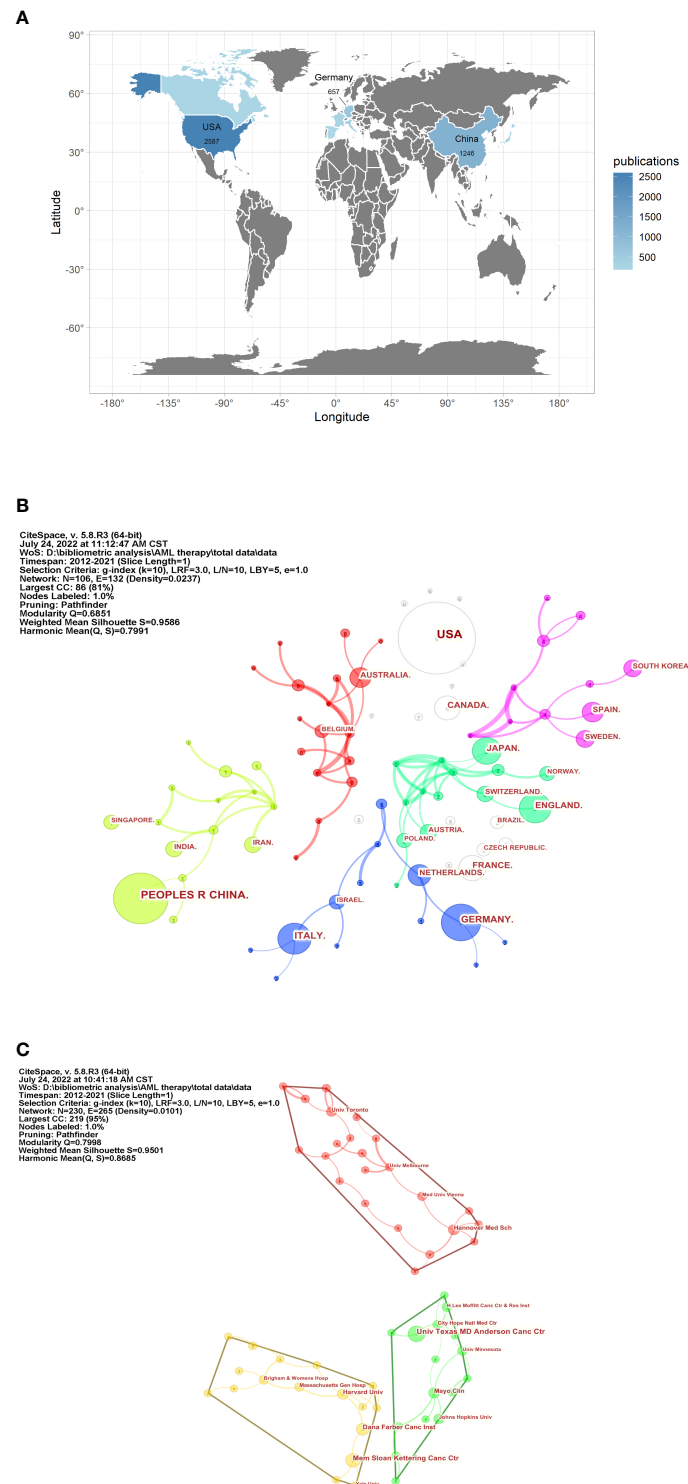 A
90°
60°
30°
0°
-30°
-60°
Latitude
-180°
-135°
-90°
-45°
0°
45°
90°
135°
180°
Longitude
USA
2587
Germany
657
China
1246
publications
2500
2000
1500
1000
500
B
CiteSpace, v. 5.8.R3 (64-bit)
July 24, 2022 at 11:12:47 AM CST
WoS: D:\bibliometric analysis\AML therapy\total data\data
Timespan: 2012-2021 (Slice Length=1)
Selection Criteria: g-index (k=10), LRF=3.0, L/N=10, LBY=5, e=1.0
Network: N=106, E=132 (Density=0.0237)
Largest CC: 86 (81%)
Nodes Labeled: 1.0%
Pruning: Pathfinder
Modularity Q=0.6851
Weighted Mean Silhouette S=0.9586
Harmonic Mean(Q, S)=0.7991
USA
SOUTH KOREA
AUSTRALIA.
CANADA.
SPAIN.
BELGIUM.
SWEDEN.
JAPAN.
NORWAY.
SWITZERLAND.
ENGLAND.
SINGAPORE.
BRAZIL.
AUSTRIA.
POLAND.
INDIA.
IRAN.
CZECH REPUBLIC.
FRANCE.
NETHERLANDS.
PEOPLES R CHINA.
ISRAEL.
GERMANY.
ITALY.
C
CiteSpace, v. 5.8.R3 (64-bit)
July 24, 2022 at 10:41:18 AM CST
WoS: D:\bibliometric analysis\AML therapy\total data\data
Timespan: 2012-2021 (Slice Length=1)
Selection Criteria: g-index (k=10), LRF=3.0, L/N=10, LBY=5, e=1.0
Network: N=230, E=265 (Density=0.0101)
Largest CC: 219 (95%)
Nodes Labeled: 1.0%
Pruning: Pathfinder
Modularity Q=0.7998
Weighted Mean Silhouette S=0.9501
Harmonic Mean(Q, S)=0.8685
Univ Toronto
Univ Melbourne
Med Univ Vienna
Hannover Med Sch
H Lee Moffitt Canc Ctr & Res Inst
City Hope Natl Med Ctr
Univ Texas MD Anderson Canc Ctr
Univ Minnesota
Brigham & Womens Hosp
Massachusetts Gen Hosp
Harvard Univ
Mayo Clin
Johns Hopkins Univ
Dana Farber Canc Inst
Mem Sloan Kettering Canc Ctr